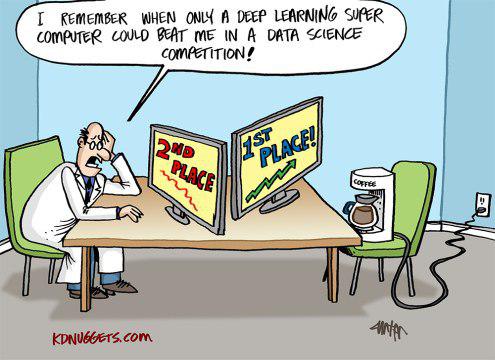 I REMEMBER WHEN ONLY A DEEP LEARNING SUPER
COMPUTER COULD BEAT ME IN A DATA SCIENCE
COMPETITION!
2ND
PLACE
1ST
PLACE!
COFFEE
KDNUGGETS.COM